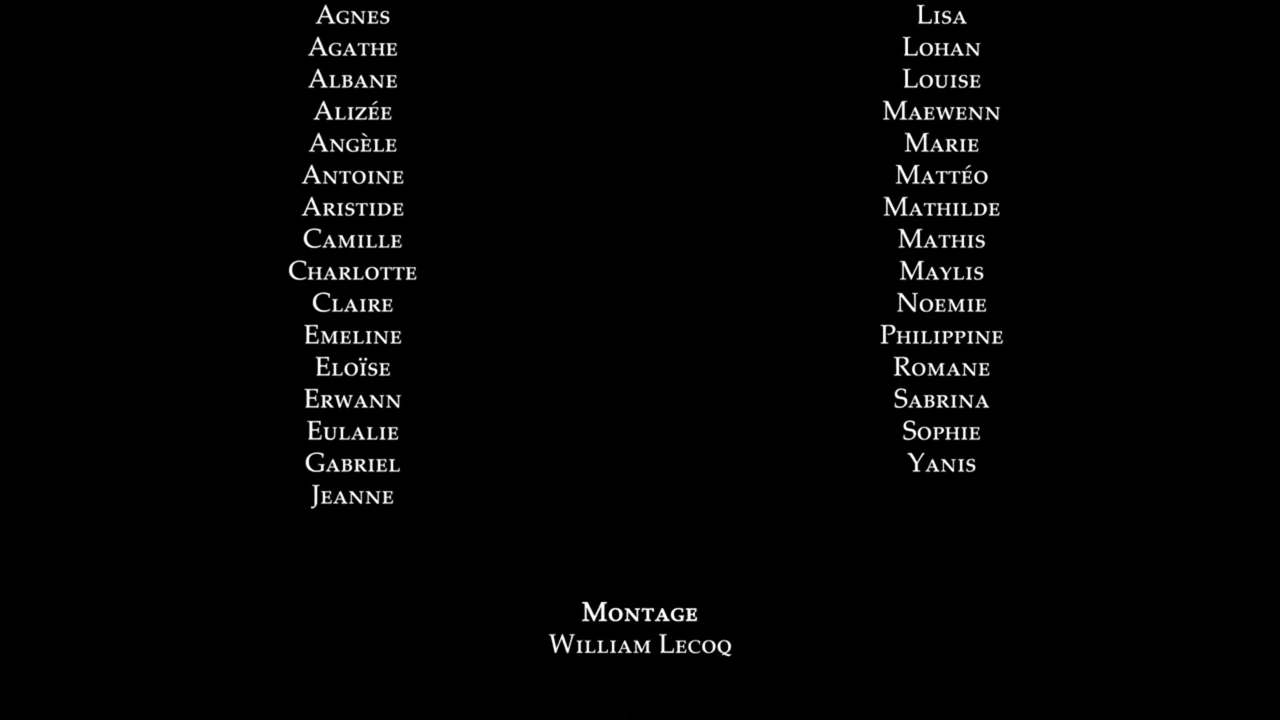 Agnes
Agathe
Albane
Alizée
Angèle
Antoine
Aristide
Camille
Charlotte
Claire
Emeline
Eloïse
Erwann
Eulalie
Gabriel
Jeanne
Lisa
Lohan
Louise
Maewenn
Marie
Mattéo
Mathilde
Mathis
Maylis
Noemie
Philippine
Romane
Sabrina
Sophie
Yanis
Montage
William Lecoq